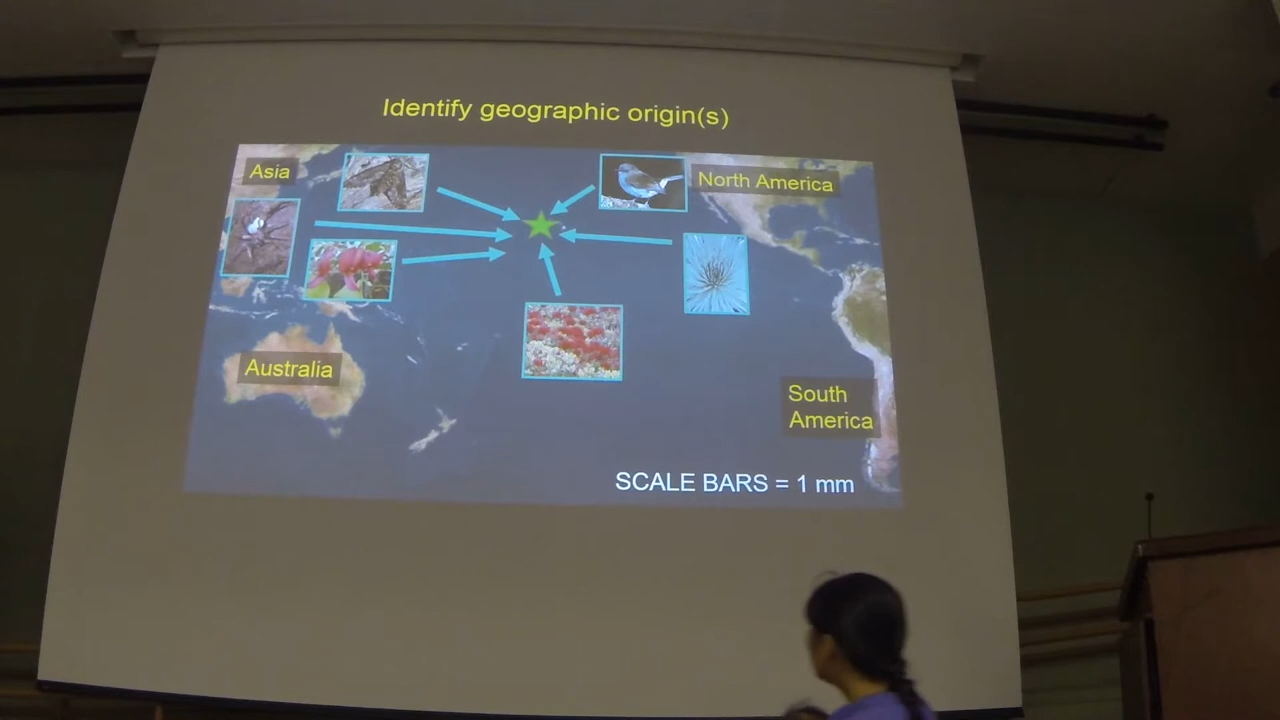 Identify geographic origin(s)
Asia
North America
Australia
South
America
SCALE BARS = 1 mm